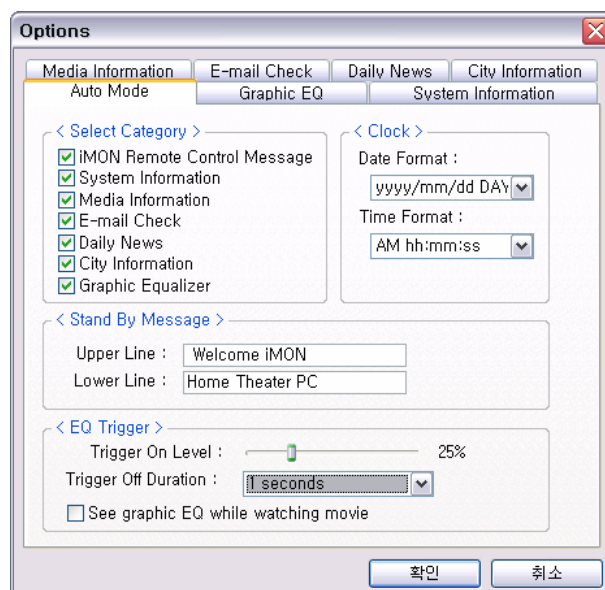 Options
Media Information E-mail Check Daily News City Information
Auto Mode Graphic EQ System Information
< Select Category >
iMON Remote Control Message
System Information
Media Information
E-mail Check
Daily News
City Information
Graphic Equalizer
< Clock >
Date Format :
yyyy/mm/dd DAY
Time Format :
AM hh:mm:ss
< Stand By Message >
Upper Line : Welcome iMON
Lower Line : Home Theater PC
< EQ Trigger >
Trigger On Level : 25%
Trigger Off Duration : 1 seconds
See graphic EQ while watching movie
확인 취소